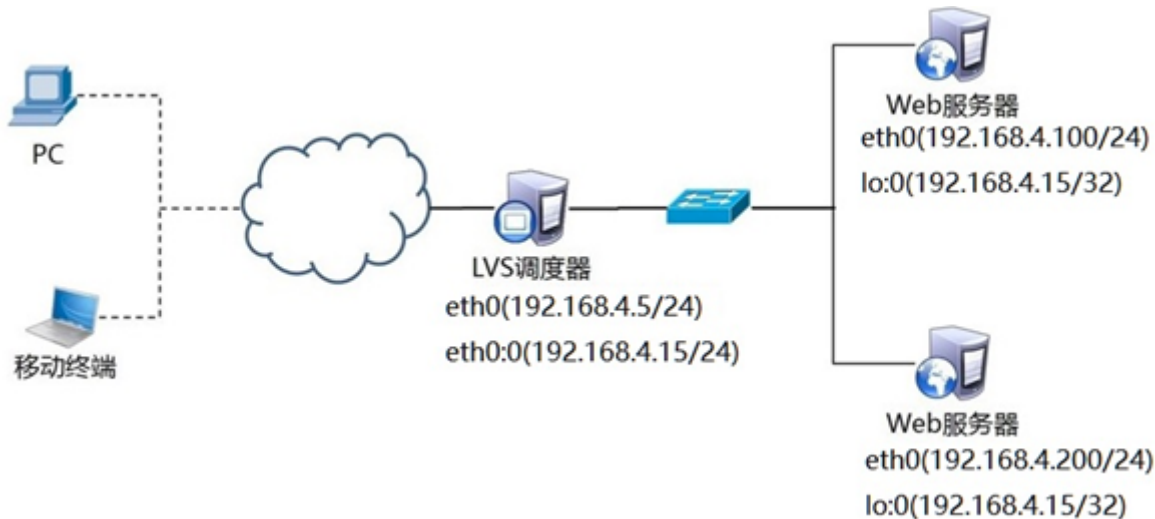 PC
移动终端
LVS调度器
eth0(192.168.4.5/24)
eth0:0(192.168.4.15/24)
Web服务器
eth0(192.168.4.100/24)
lo:0(192.168.4.15/32)
Web服务器
eth0(192.168.4.200/24)
lo:0(192.168.4.15/32)